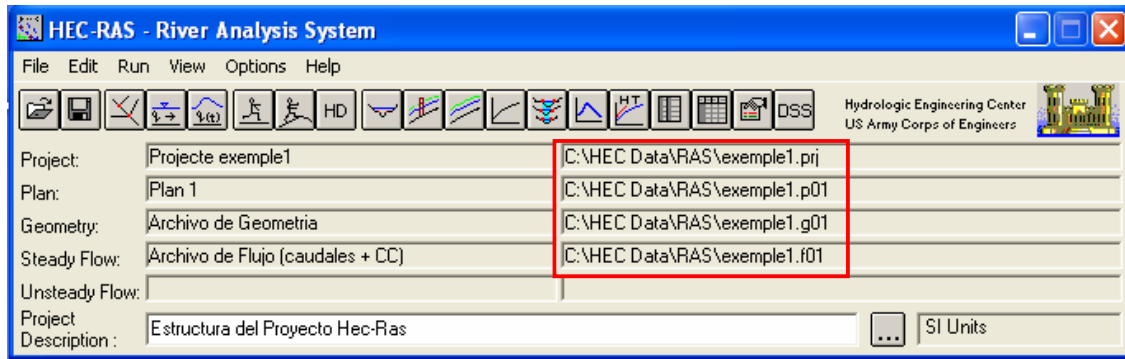 HEC-RAS - River Analysis System
File Edit Run View Options Help
HD HT DSS Hydrologic Engineering Center
US Army Corps of Engineers
Project: Projecte exemple1 C:\HEC Data\RAS\exemple1.prj
Plan: Plan 1 C:\HEC Data\RAS\exemple1.p01
Geometry: Archivo de Geometria C:\HEC Data\RAS\exemple1.g01
Steady Flow: Archivo de Flujo (caudales + CC) C:\HEC Data\RAS\exemple1.f01
Unsteady Flow:
Project
Description : Estructura del Proyecto Hec-Ras ... SI Units